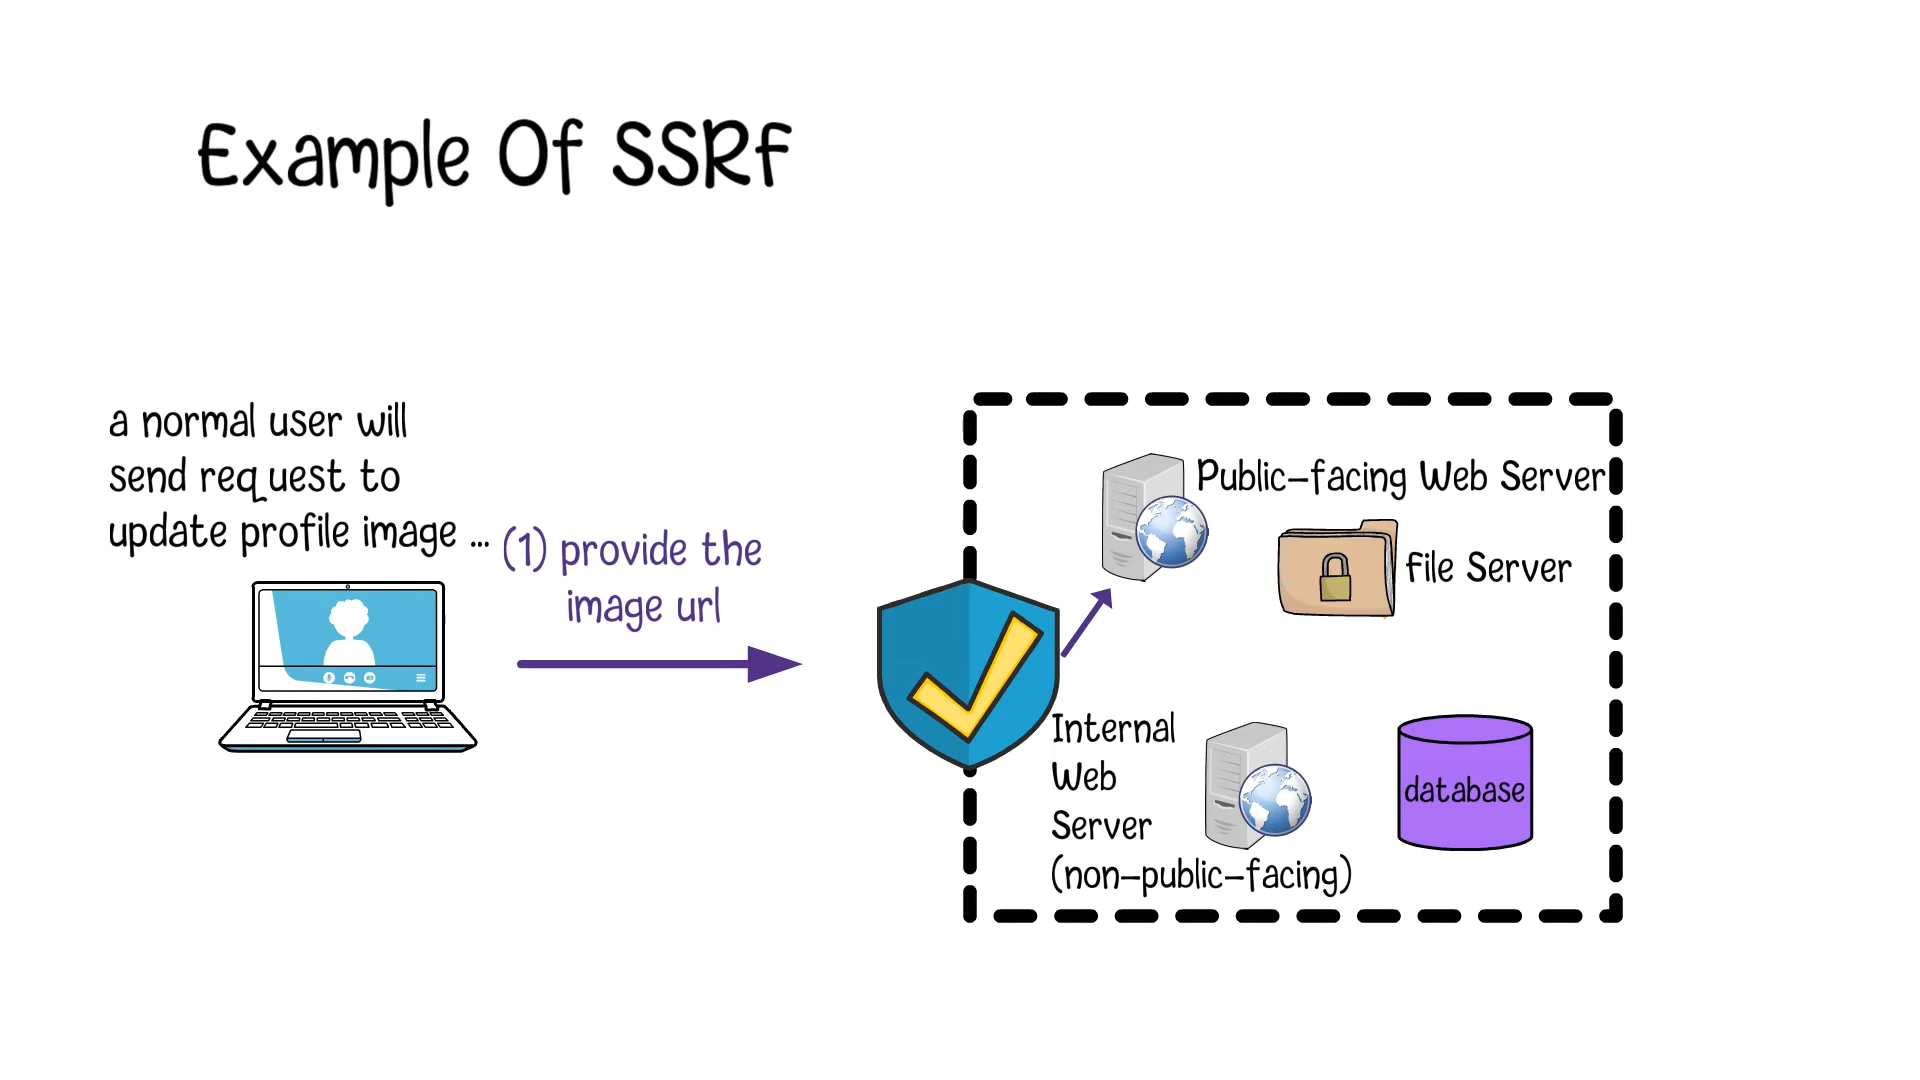 Example Of SSRF
a normal user will
send request to
update profile image ...
(1) provide the
image url
Public-facing Web Server
File Server
Internal
Web
Server
(non-public-facing)
database